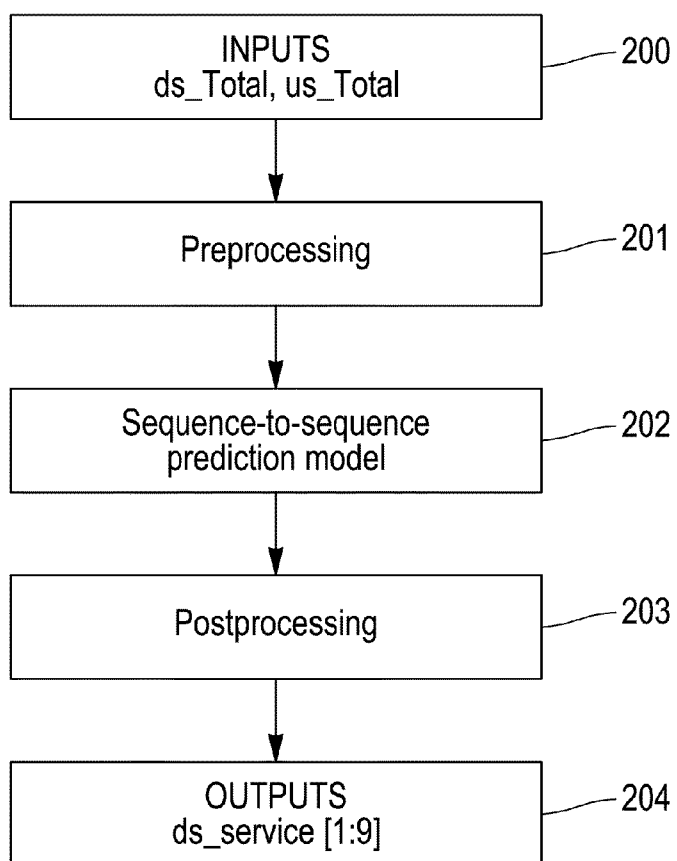 INPUTS
ds_Total, us_Total
200
Preprocessing
201
Sequence-to-sequence
prediction model
202
Postprocessing
203
OUTPUTS
ds_service [1:9]
204